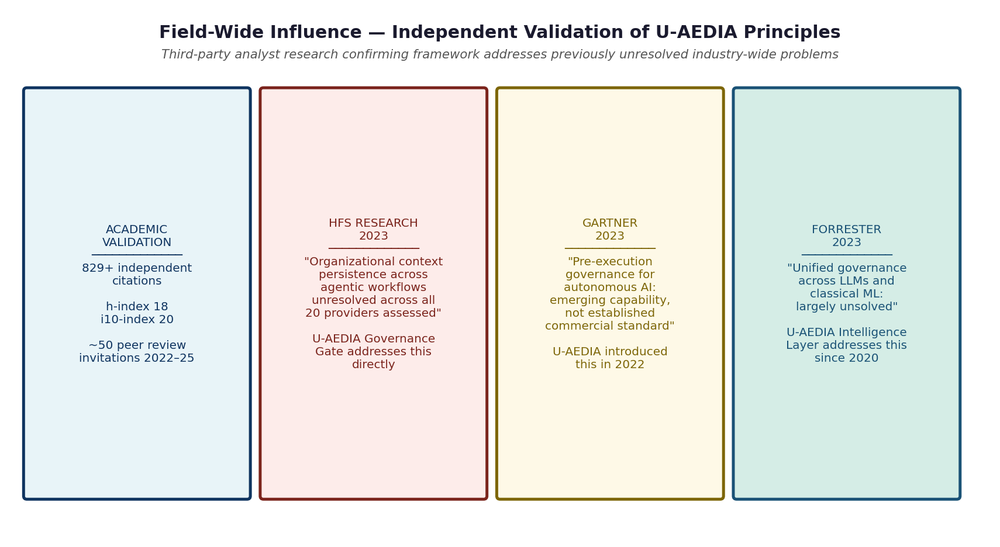 Field-Wide Influence — Independent Validation of U-AEDIA Principles
Third-party analyst research confirming framework addresses previously unresolved industry-wide problems
ACADEMIC
VALIDATION
829+ independent
citations
h-index 18
i10-index 20
~50 peer review
invitations 2022–25
HFS RESEARCH
2023
"Organizational context
persistence across
agentic workflows
unresolved across all
20 providers assessed"
U-AEDIA Governance
Gate addresses this
directly
GARTNER
2023
"Pre-execution
governance for
autonomous AI:
emerging capability,
not established
commercial standard"
U-AEDIA introduced
this in 2022
FORRESTER
2023
"Unified governance
across LLMs and
classical ML:
largely unsolved"
U-AEDIA Intelligence
Layer addresses this
since 2020